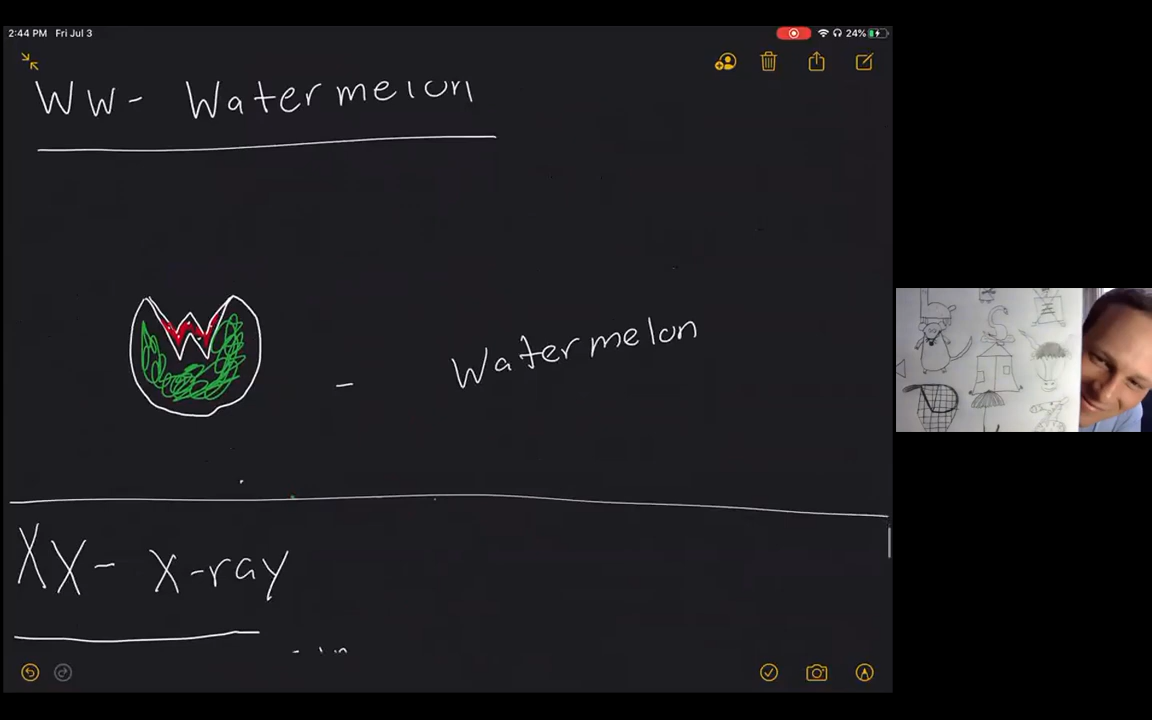 2:44 PM Fri Jul 3
24%
Ww- Watermelon
- Watermelon
Xx- X-ray